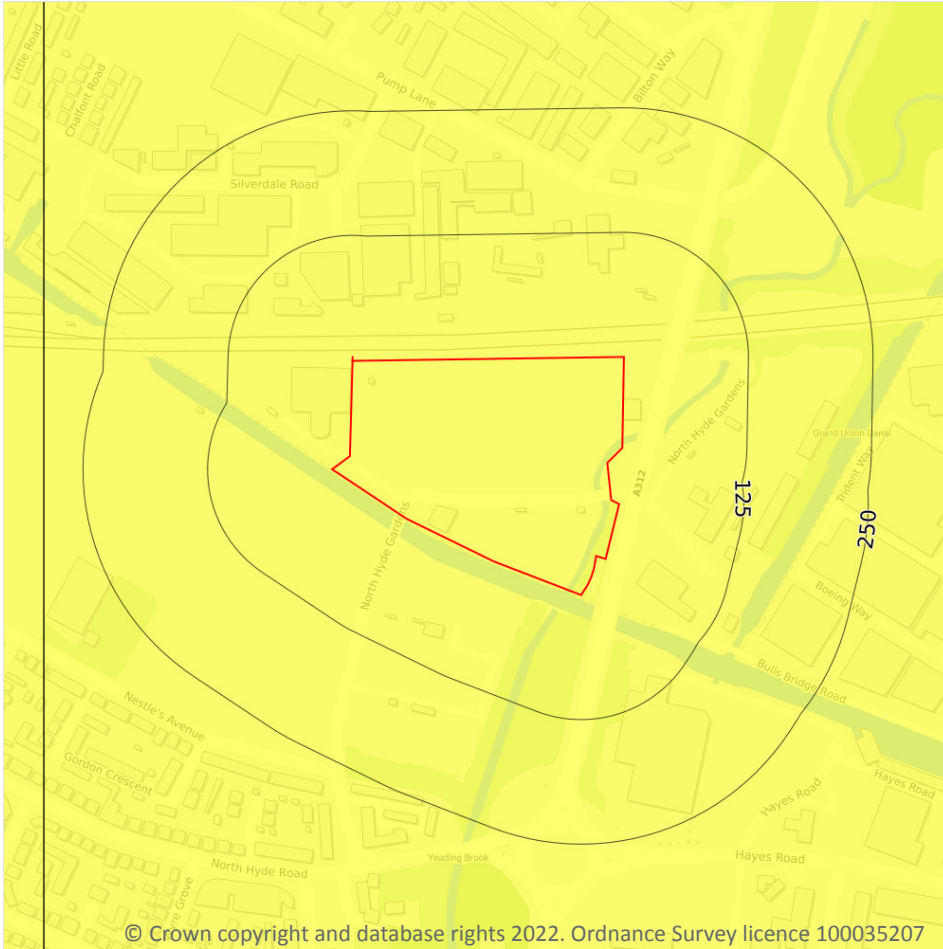 Little Road
Chalfont Road
Pump Lane
Bilton Way
Silverdale Road
North Hyde Gardens
Grand Union Canal
Trident Way
A312
125
250
North Hyde Gardens
Boeing Way
Bulls Bridge Road
Nestle's Avenue
Gordon Crescent
Hayes Road
Hayes Road
Yeading Brook
Hayes Road
North Hyde Road
Grove
© Crown copyright and database rights 2022. Ordnance Survey licence 100035207